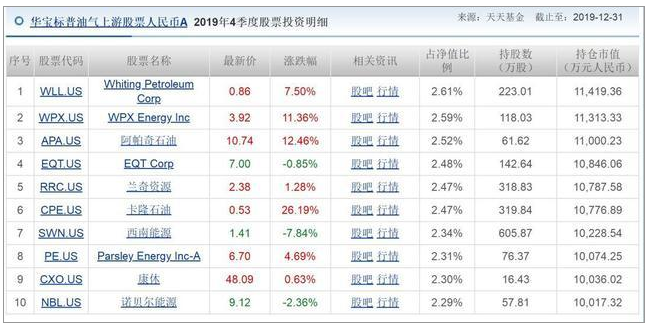 华宝标普油气上游股票人民币A 2019年4季度股票投资明细 来源：天天基金 截止至：2019-12-31
序号 股票代码 股票名称 最新价 涨跌幅 相关资讯 占净值比例 持股数（万股） 持仓市值（万元人民币）
1 WLL.US Whiting Petroleum Corp 0.86 7.50% 股吧 行情 2.61% 223.01 11,419.36
2 WPX.US WPX Energy Inc 3.92 11.36% 股吧 行情 2.59% 118.03 11,313.33
3 APA.US 阿帕奇石油 10.74 12.46% 股吧 行情 2.52% 61.62 11,000.23
4 EQT.US EQT Corp 7.00 -0.85% 股吧 行情 2.48% 142.64 10,846.06
5 RRC.US 兰奇资源 2.38 1.28% 股吧 行情 2.47% 318.83 10,787.58
6 CPE.US 卡隆石油 0.53 26.19% 股吧 行情 2.47% 319.84 10,776.89
7 SWN.US 西南能源 1.41 -7.84% 股吧 行情 2.34% 605.87 10,228.54
8 PE.US Parsley Energy Inc-A 6.70 4.69% 股吧 行情 2.31% 76.37 10,074.25
9 CXO.US 康休 48.09 0.63% 股吧 行情 2.30% 16.43 10,036.02
10 NBL.US 诺贝尔能源 9.12 -2.36% 股吧 行情 2.29% 57.81 10,017.32